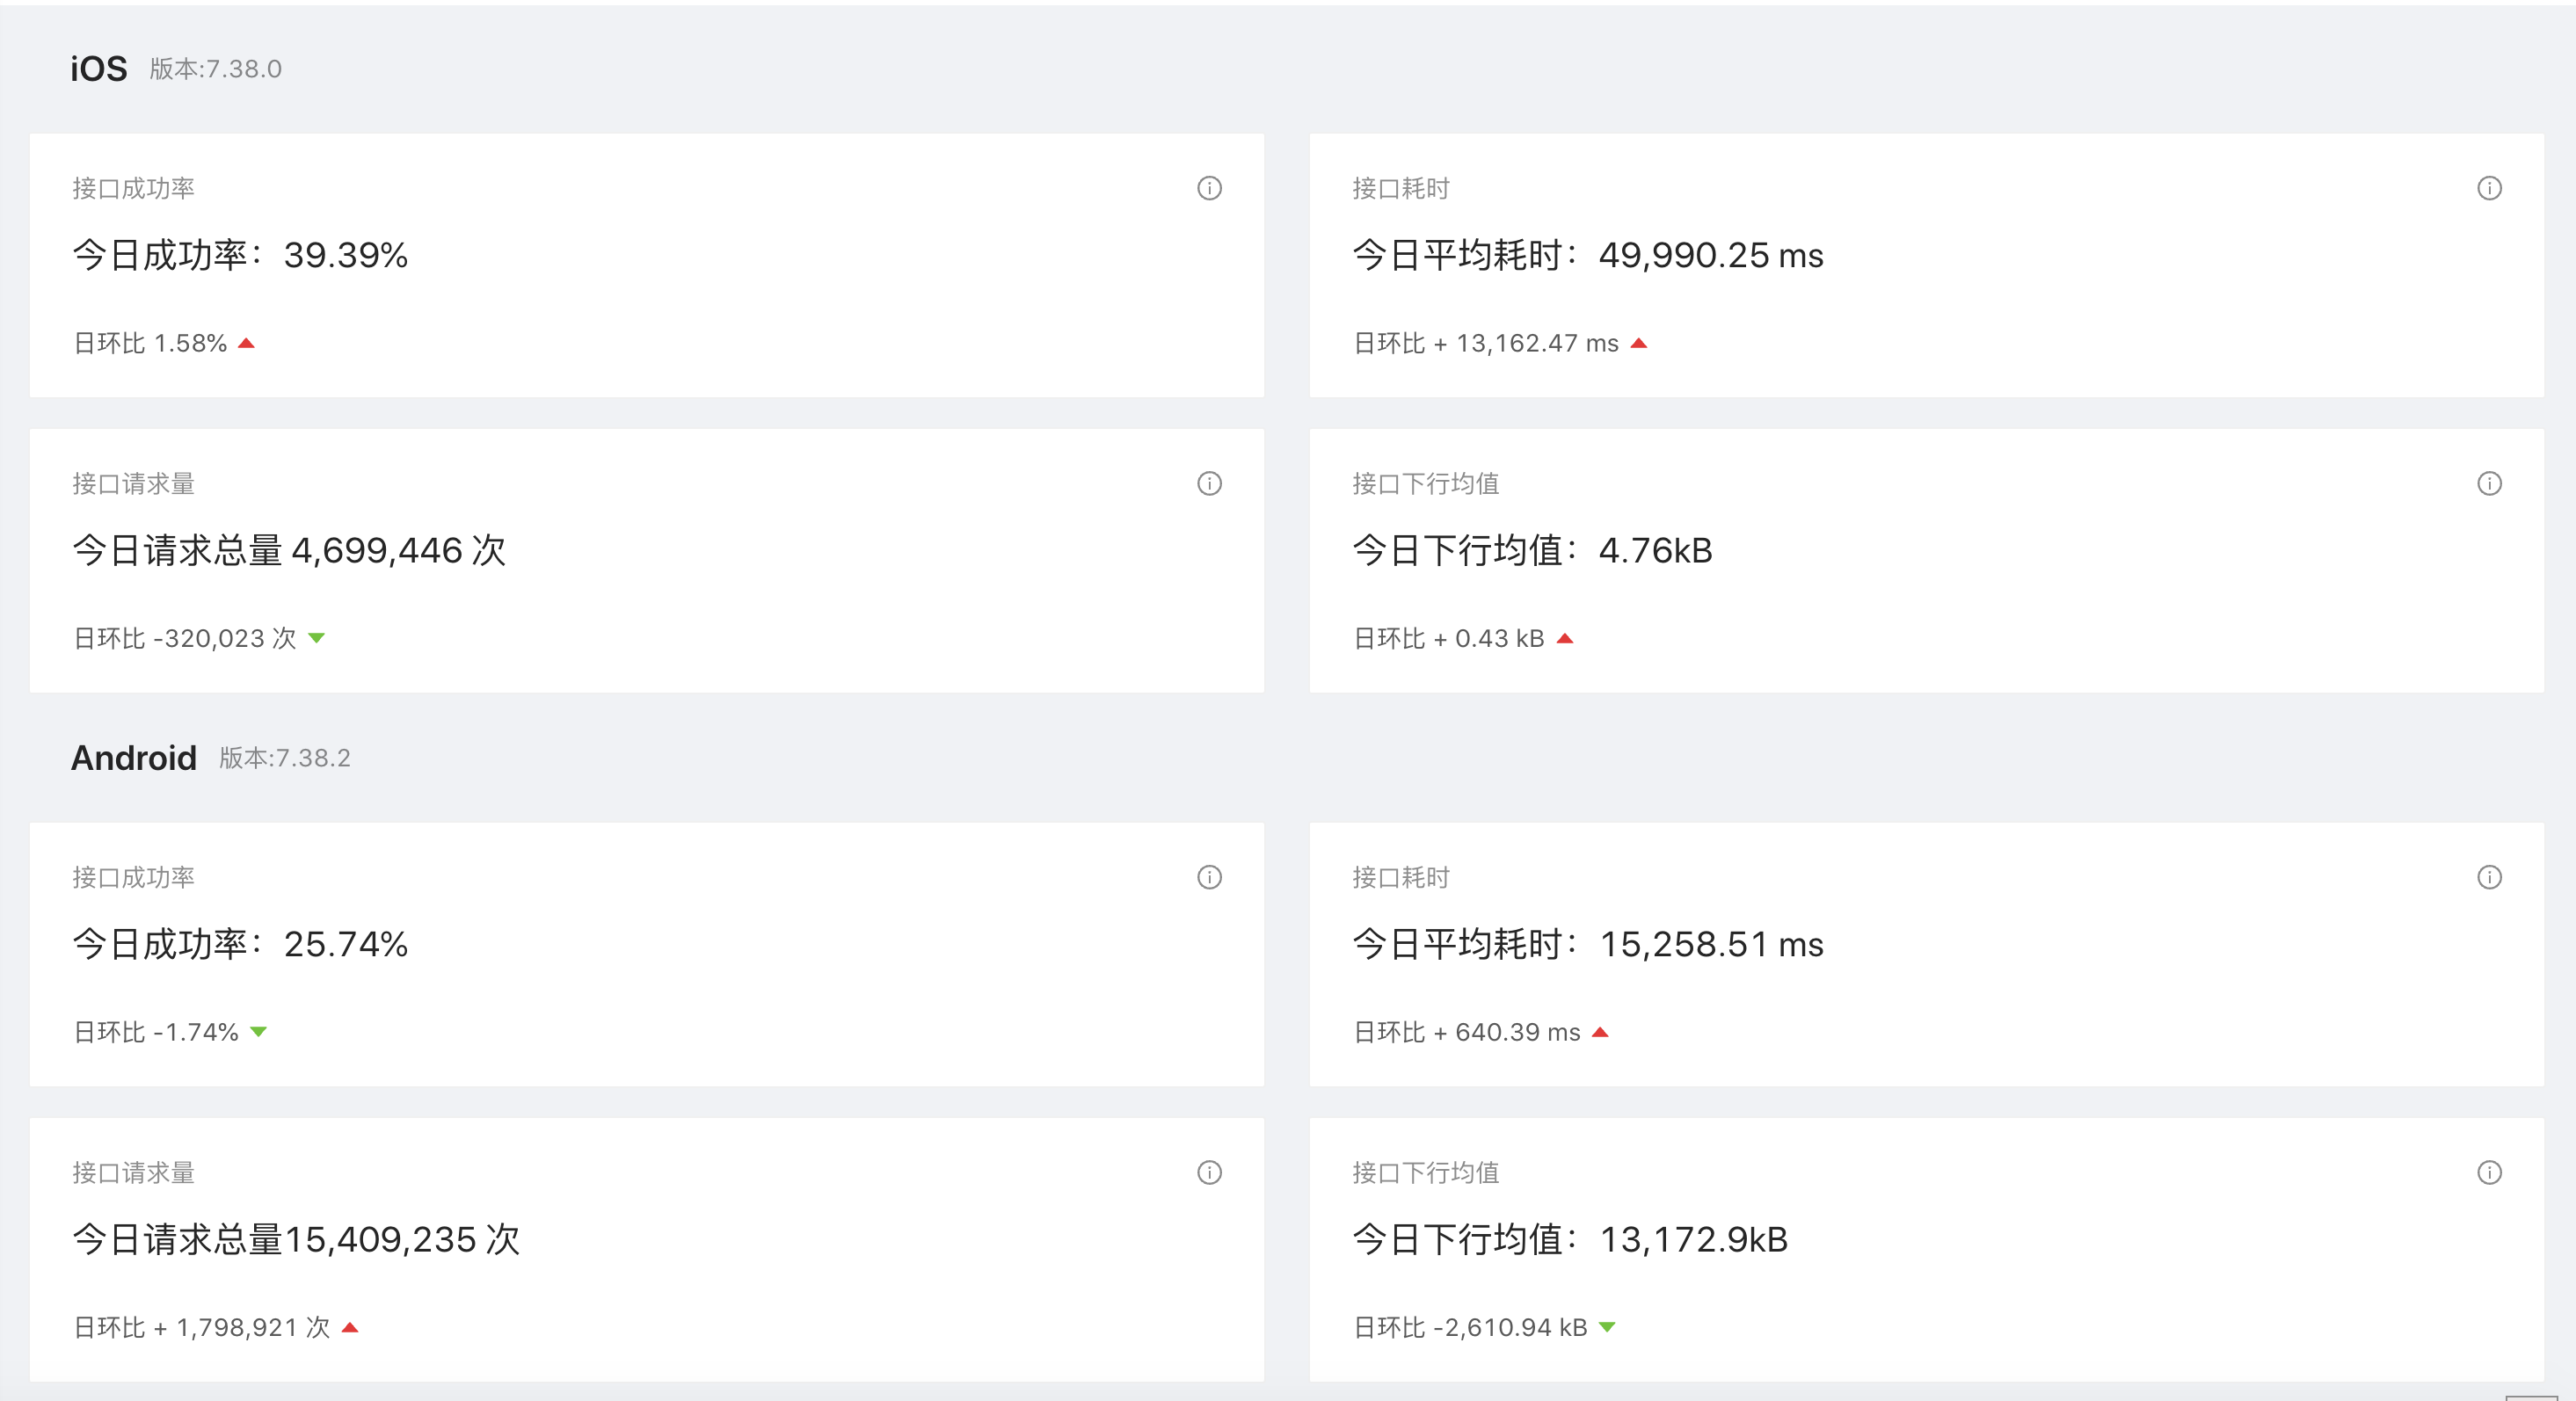 iOS 版本:7.38.0
接口成功率
今日成功率：39.39%
日环比 1.58%
接口耗时
今日平均耗时：49,990.25 ms
日环比 + 13,162.47 ms
接口请求量
今日请求总量 4,699,446 次
日环比 -320,023 次
接口下行均值
今日下行均值：4.76kB
日环比 + 0.43 kB
Android 版本:7.38.2
接口成功率
今日成功率：25.74%
日环比 -1.74%
接口耗时
今日平均耗时：15,258.51 ms
日环比 + 640.39 ms
接口请求量
今日请求总量15,409,235 次
日环比 + 1,798,921 次
接口下行均值
今日下行均值：13,172.9kB
日环比 -2,610.94 kB